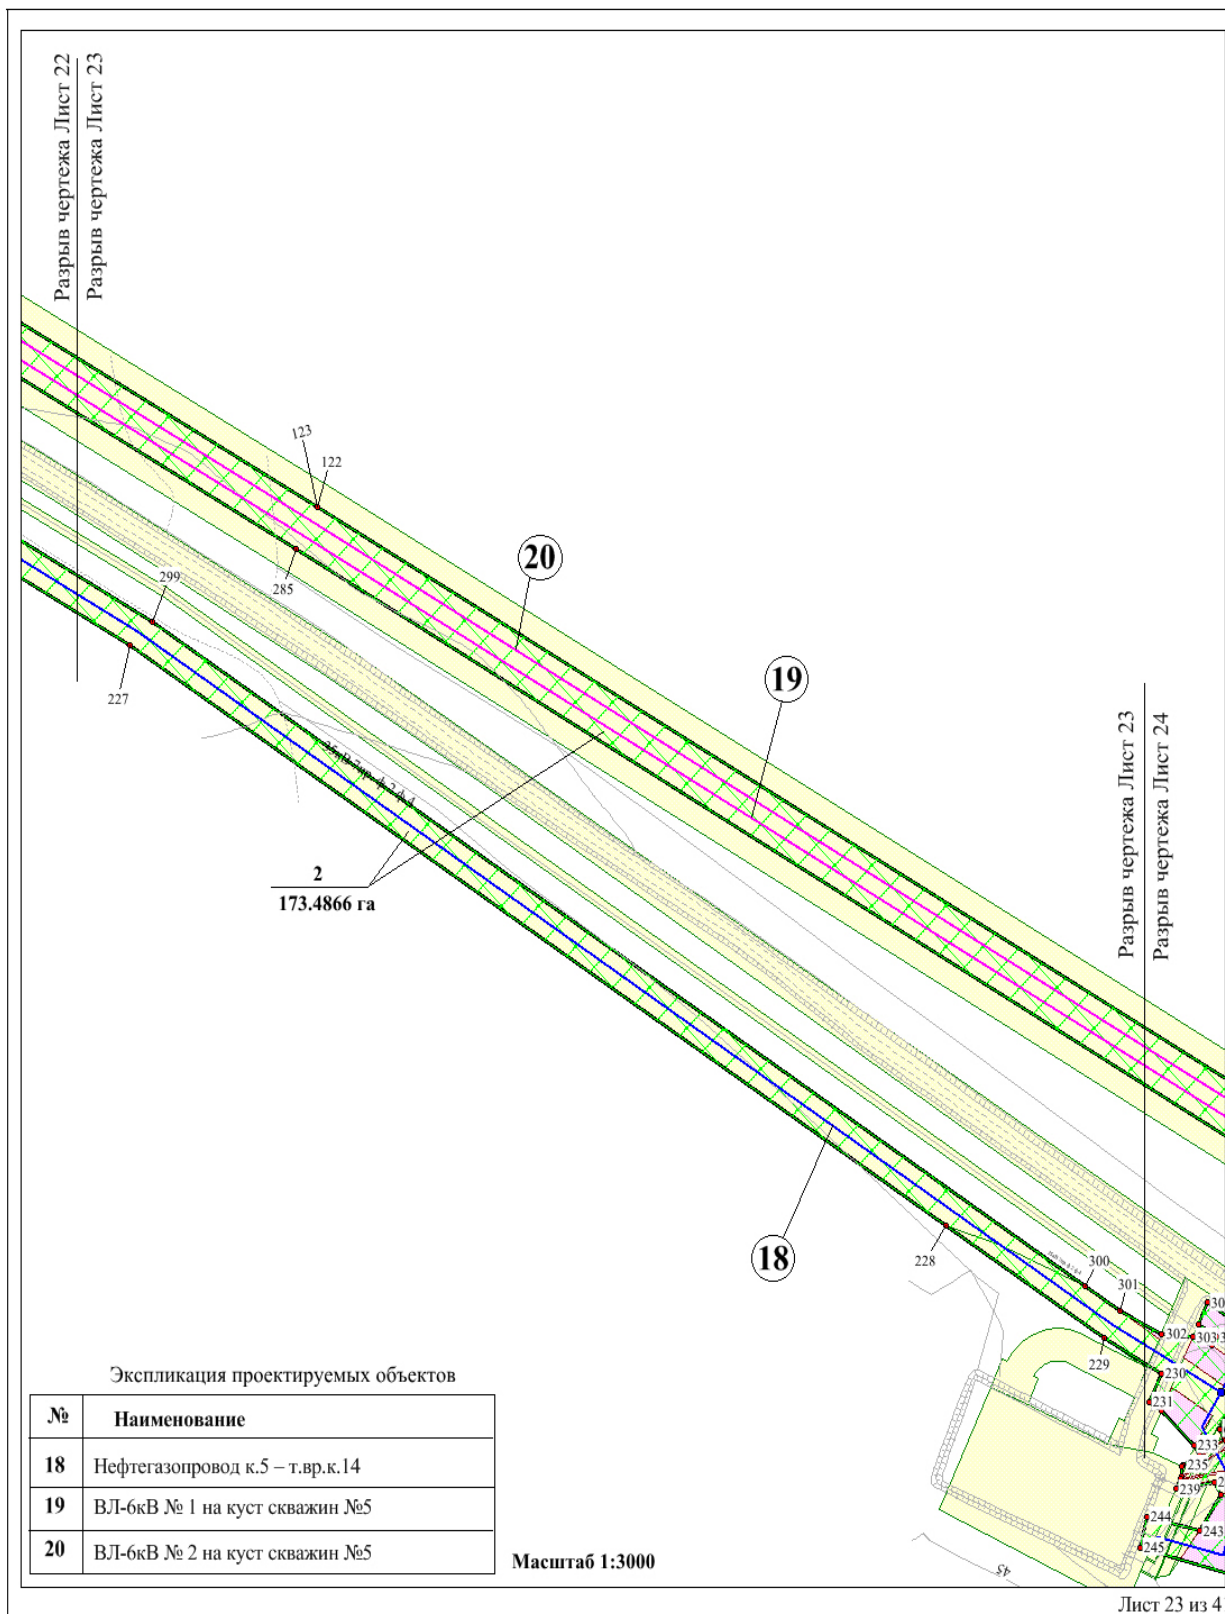 Разрыв чертежа Лист 22
Разрыв чертежа Лист 23
123
122
20
285
299
19
227
Разрыв чертежа Лист 23
Разрыв чертежа Лист 24
2
173.4866 га
228
18
300
301
302
303
229
230
231
233
235
239
244
243
245
45
Экспликация проектируемых объектов
№ Наименование
18 Нефтегазопровод к.5 – т.вр.к.14
19 ВЛ-6кВ № 1 на куст скважин №5
20 ВЛ-6кВ № 2 на куст скважин №5
Масштаб 1:3000
Лист 23 из 4